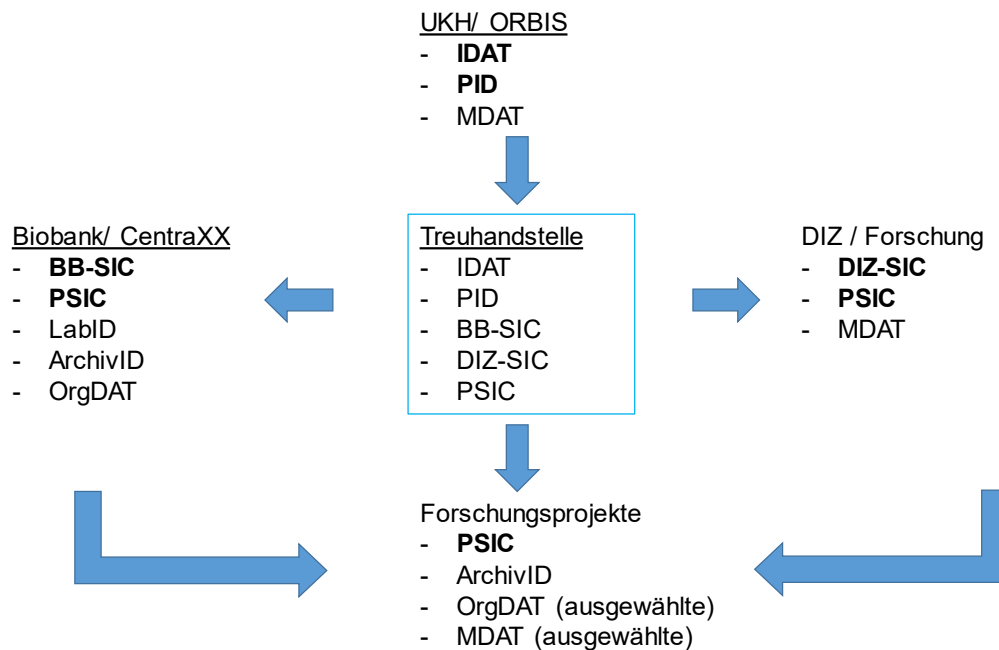 UKH/ ORBIS
- IDAT
- PID
- MDAT
Biobank/ CentraXX
- BB-SIC
- PSIC
- LabID
- ArchivID
- OrgDAT
Treuhandstelle
- IDAT
- PID
- BB-SIC
- DIZ-SIC
- PSIC
DIZ / Forschung
- DIZ-SIC
- PSIC
- MDAT
Forschungsprojekte
- PSIC
- ArchivID
- OrgDAT (ausgewählte)
- MDAT (ausgewählte)